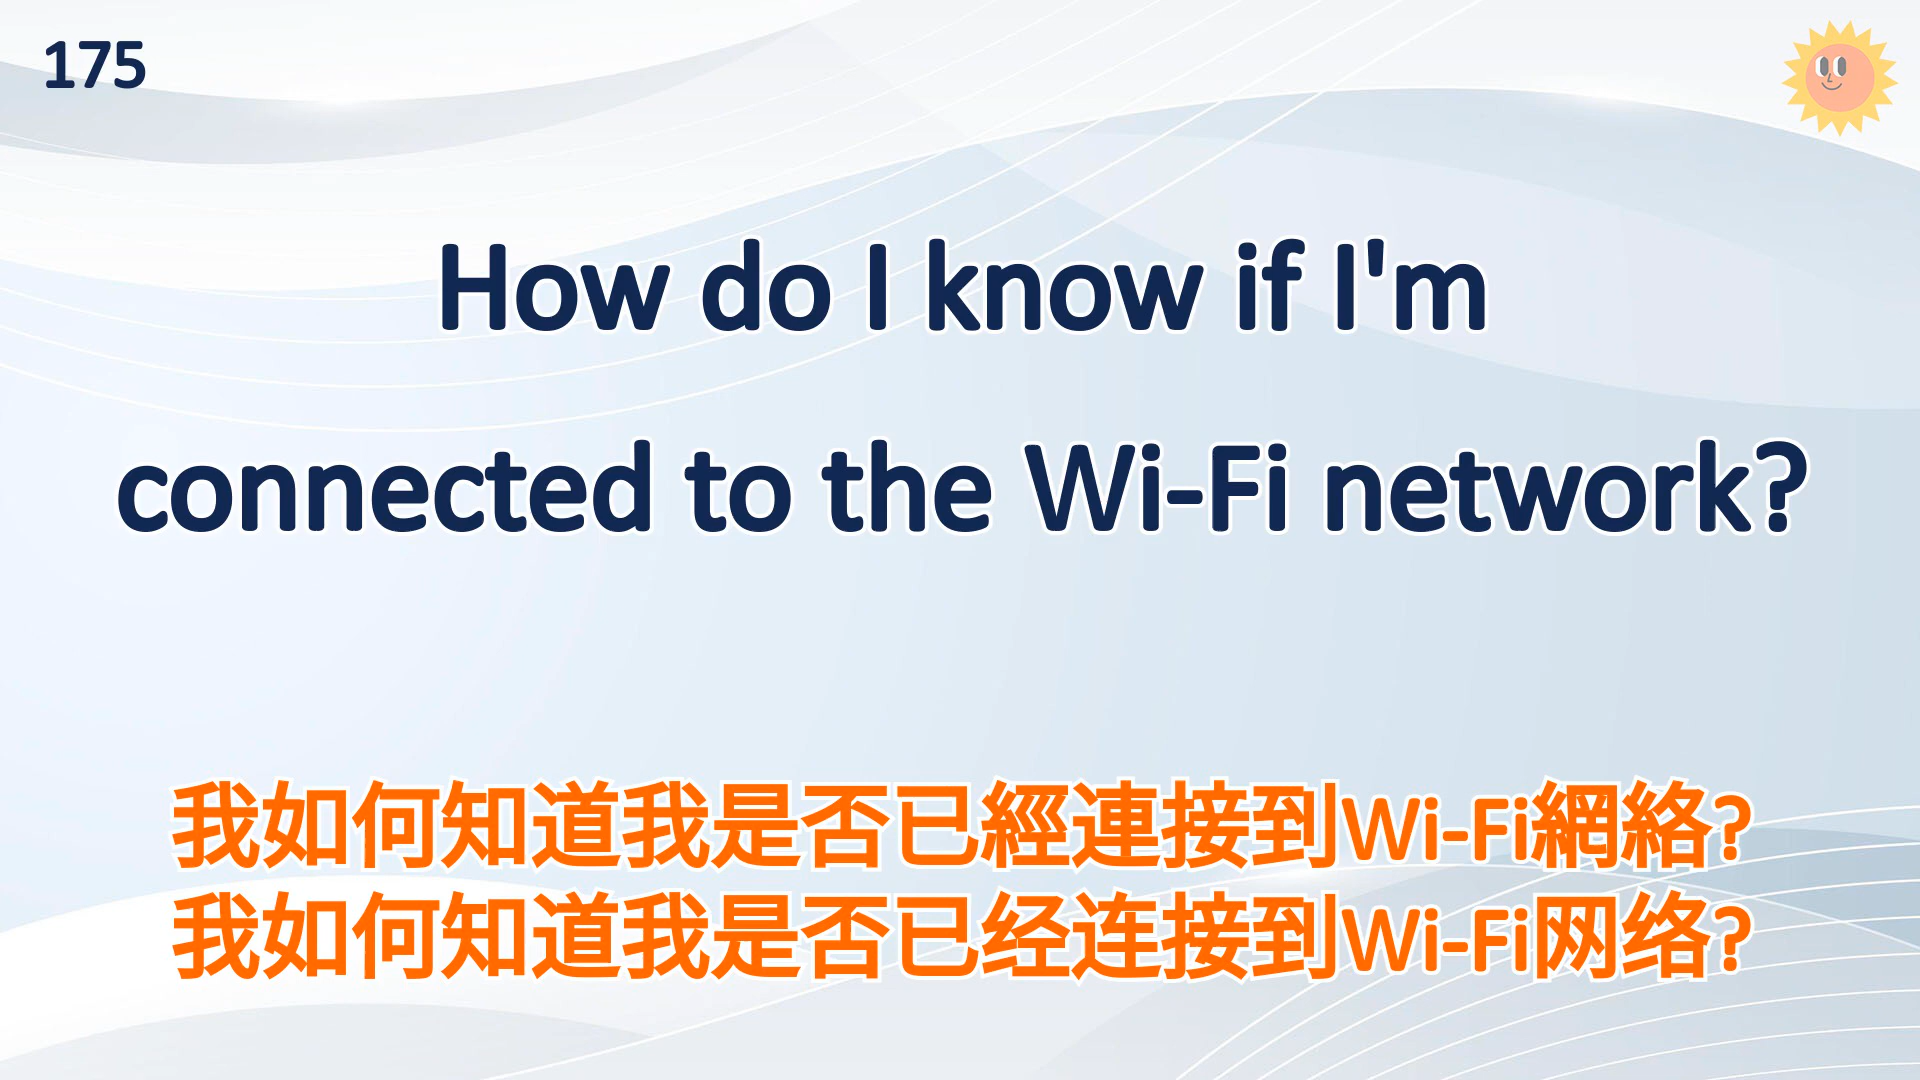 175
How do I know if I'm
connected to the Wi-Fi network?
我如何知道我是否已經連接到Wi-Fi網絡?
我如何知道我是否已经连接到Wi-Fi网络?